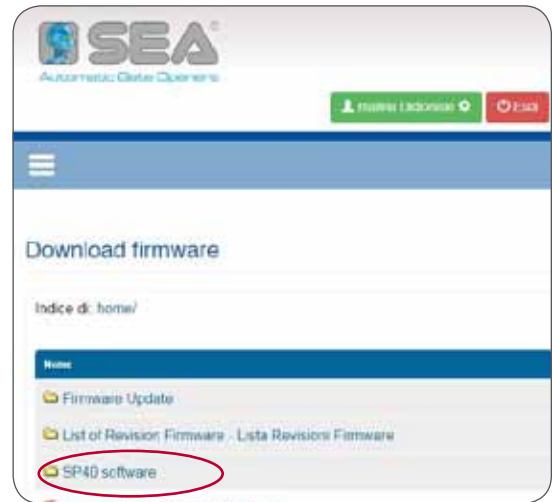 SEA
Automatic Gate Openers
Esci
Download firmware
Indice di: home/
Nome
Firmware Update
List of Revision Firmware - Lista Revisioni Firmware
SP40 software